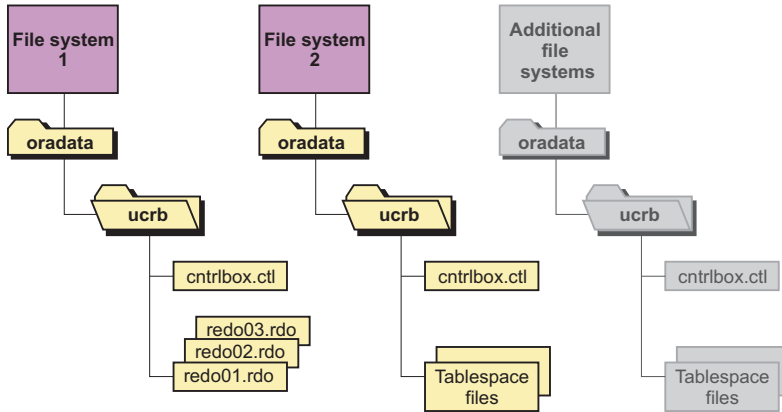 File system
1
oradata
ucrb
cntrlbox.ctl
redo03.rdo
redo02.rdo
redo01.rdo
File system
2
oradata
ucrb
cntrlbox.ctl
Tablespace
files
Additional
file
systems
oradata
ucrb
cntrlbox.ctl
Tablespace
files